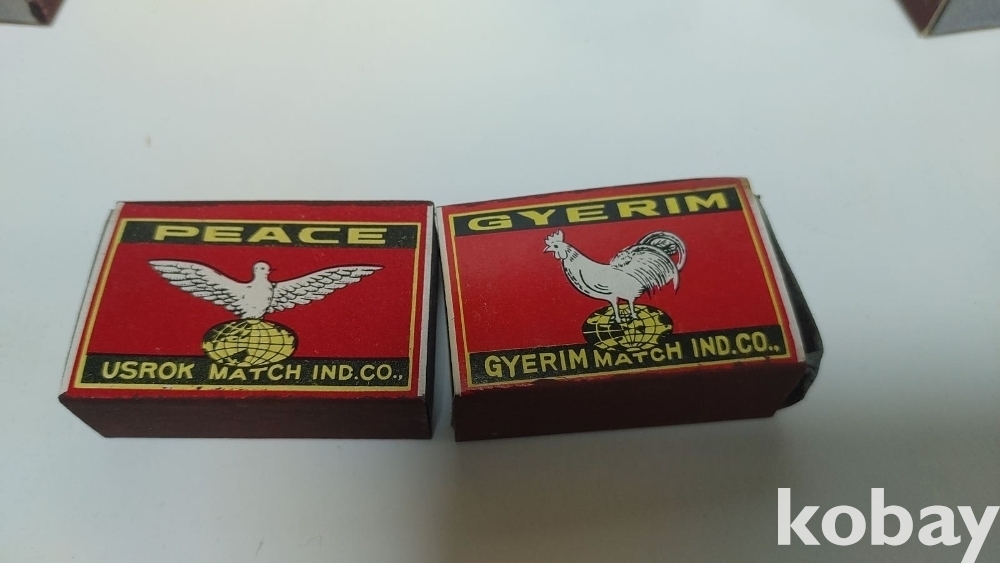 PEACE
USROK MATCH IND.CO.,
GYERIM
GYERIM MATCH IND.CO.,
kobay